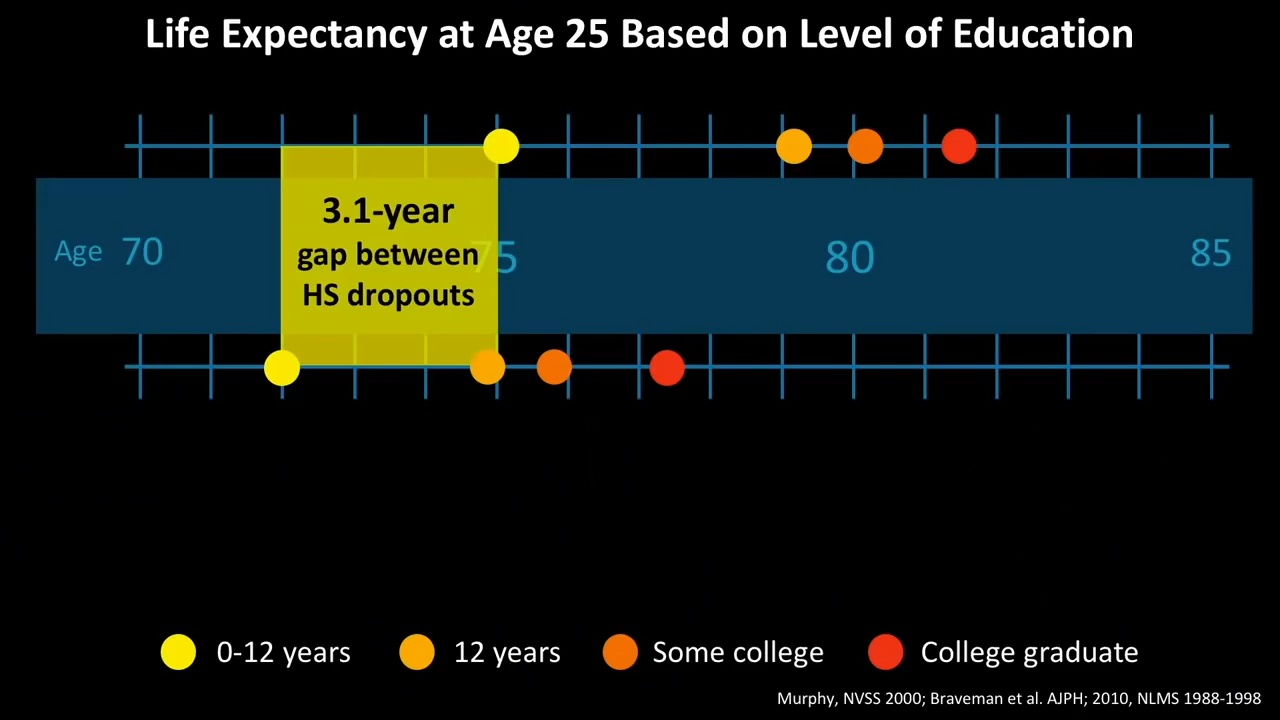 Life Expectancy at Age 25 Based on Level of Education
3.1-year
gap between
HS dropouts
Age 70 75 80 85
0-12 years 12 years Some college College graduate
Murphy, NVSS 2000; Braveman et al. AJPH; 2010, NLMS 1988-1998